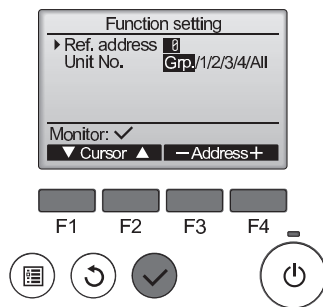 Function setting
Ref. address 0
Unit No. Grp./1/2/3/4/All
Monitor: ✓
▼ Cursor ▲ －Address＋
F1 F2 F3 F4